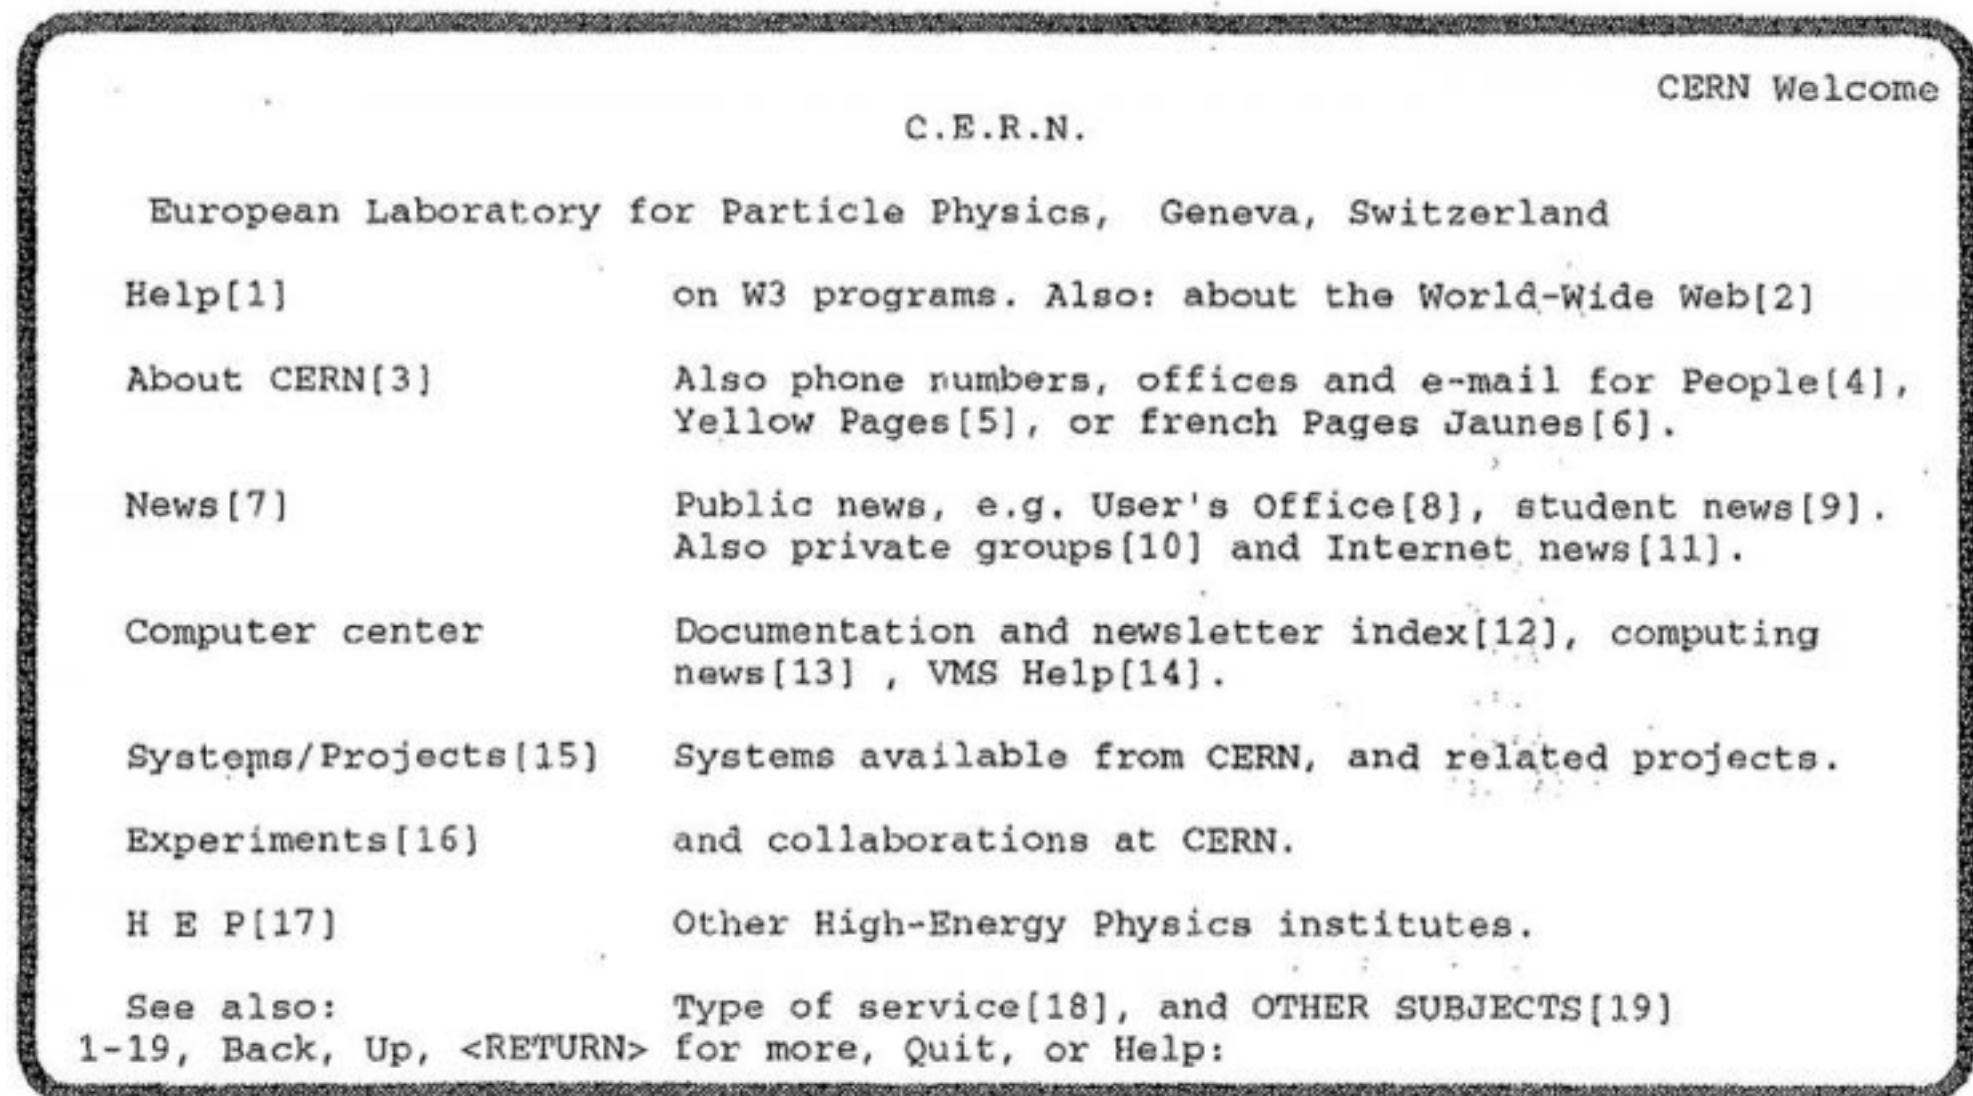 CERN Welcome
C.E.R.N.
European Laboratory for Particle Physics, Geneva, Switzerland
Help[1] on W3 programs. Also: about the World-Wide Web[2]
About CERN[3] Also phone numbers, offices and e-mail for People[4],
Yellow Pages[5], or french Pages Jaunes[6].
News[7] Public news, e.g. User's Office[8], student news[9].
Also private groups[10] and Internet news[11].
Computer center Documentation and newsletter index[12], computing
news[13] , VMS Help[14].
Systems/Projects[15] Systems available from CERN, and related projects.
Experiments[16] and collaborations at CERN.
H E P[17] Other High-Energy Physics institutes.
See also: Type of service[18], and OTHER SUBJECTS[19]
1-19, Back, Up, <RETURN> for more, Quit, or Help: